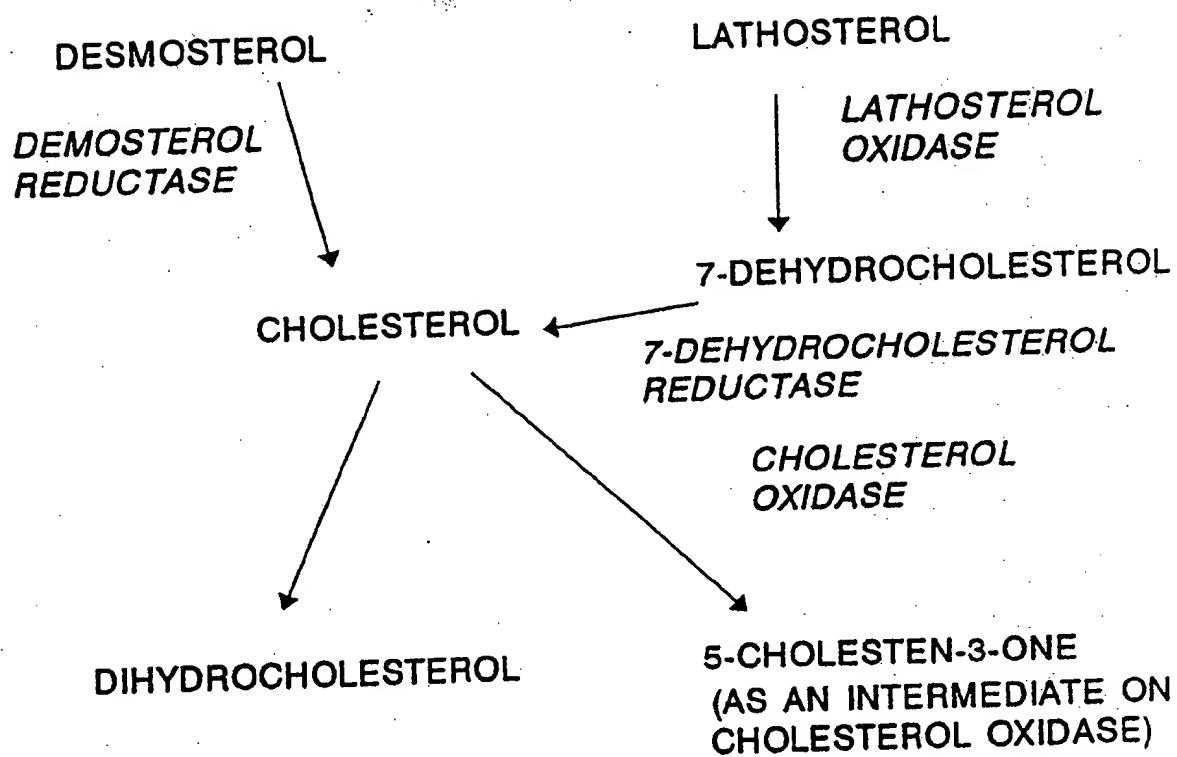 DESMOSTEROL
LATHOSTEROL
DEMOSTEROL
REDUCTASE
LATHOSTEROL
OXIDASE
7-DEHYDROCHOLESTEROL
CHOLESTEROL
7-DEHYDROCHOLESTEROL
REDUCTASE
CHOLESTEROL
OXIDASE
DIHYDROCHOLESTEROL
5-CHOLESTEN-3-ONE
(AS AN INTERMEDIATE ON
CHOLESTEROL OXIDASE)